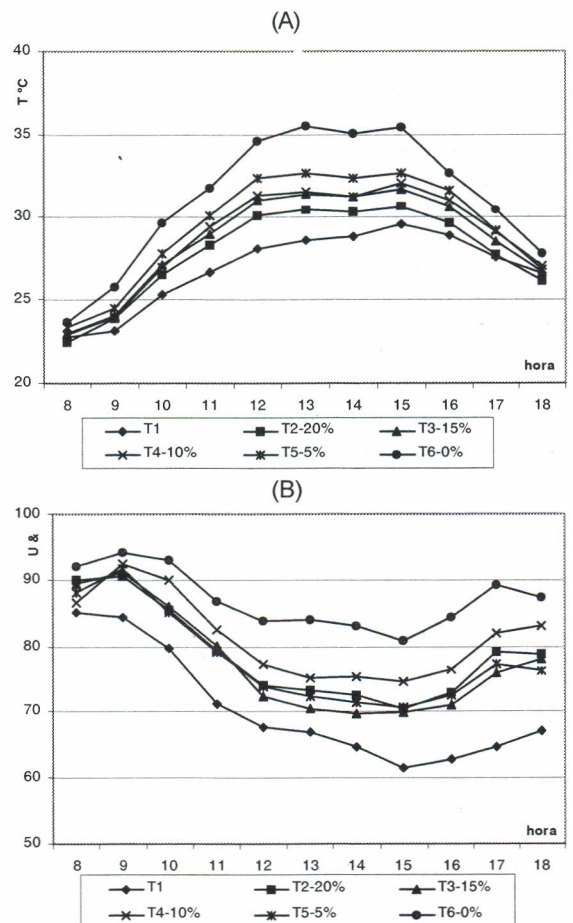 (A)
T °C
40
35
30
25
20
hora
8 9 10 11 12 13 14 15 16 17 18
T1 T2-20% T3-15%
T4-10% T5-5% T6-0%
(B)
U &
100
90
80
70
60
50
hora
8 9 10 11 12 13 14 15 16 17 18
T1 T2-20% T3-15%
T4-10% T5-5% T6-0%